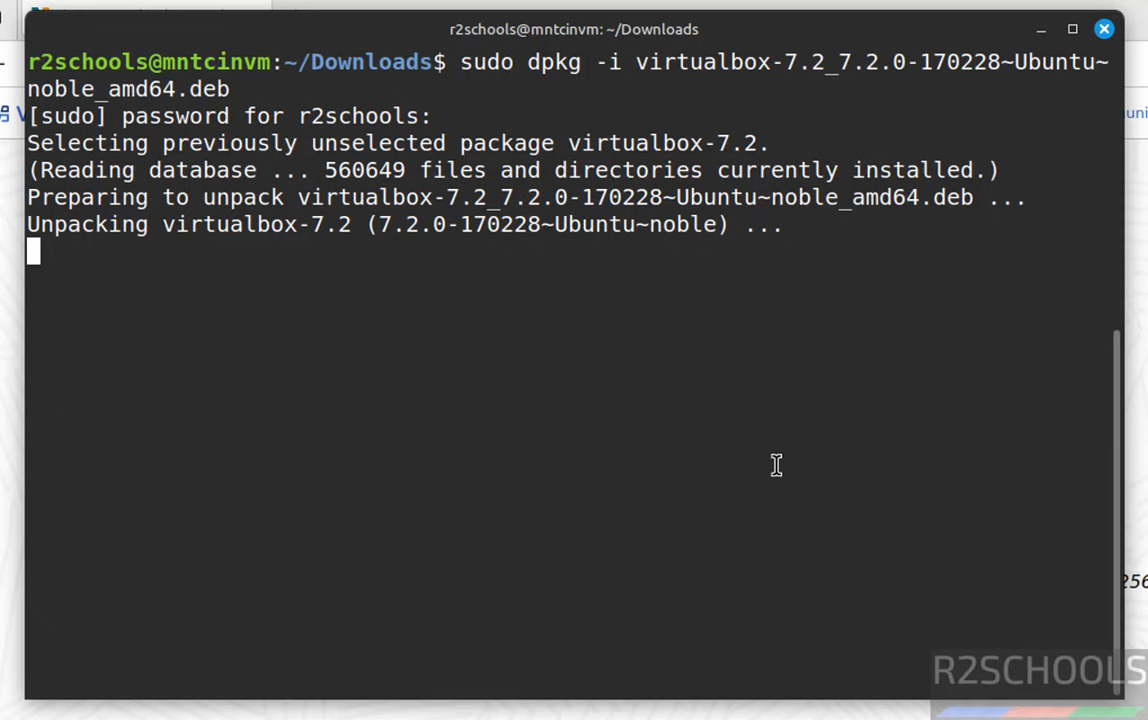 r2schools@mntcinvm: ~/Downloads
r2schools@mntcinvm:~/Downloads$ sudo dpkg -i virtualbox-7.2_7.2.0-170228~Ubuntu~
noble_amd64.deb
[sudo] password for r2schools:
Selecting previously unselected package virtualbox-7.2.
(Reading database ... 560649 files and directories currently installed.)
Preparing to unpack virtualbox-7.2_7.2.0-170228~Ubuntu~noble_amd64.deb ...
Unpacking virtualbox-7.2 (7.2.0-170228~Ubuntu~noble) ...
R2SCHOOLS